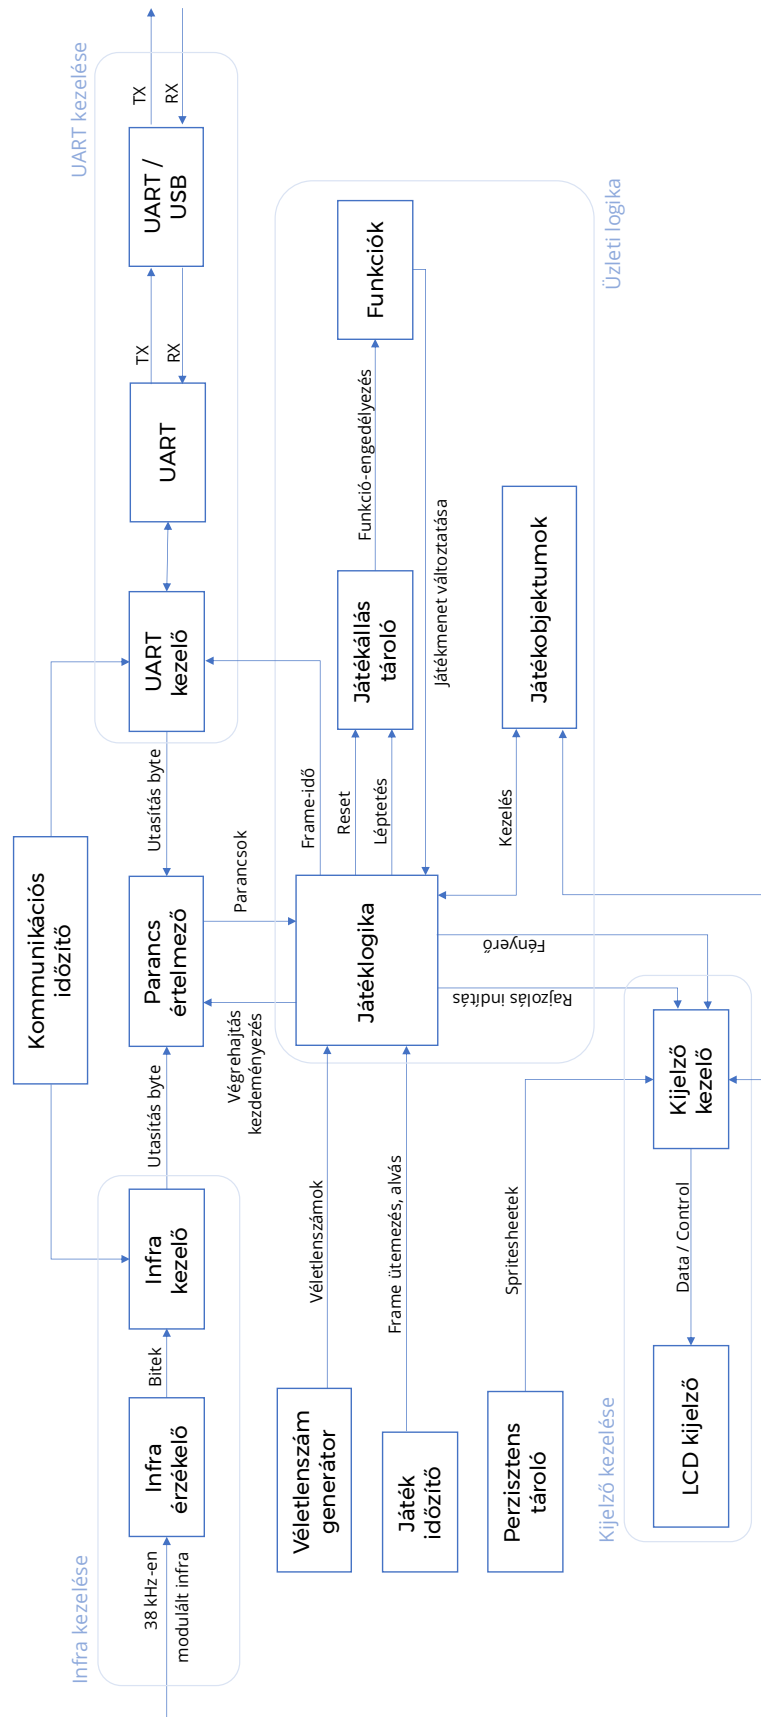 Kommunikációs
időzítő
Infra kezelése
38 kHz-en
modulált infra
Infra
érzékelő
Bitek
Infra
kezelő
Utasítás byte
Parancs
értelmező
Utasítás byte
UART kezelése
UART
kezelő
UART
TX
RX
UART /
USB
TX
RX
Végrehajtás
kezdeményezés
Parancsok
Frame-idő
Véletlenszám
generátor
Véletlenszámok
Játék
időzítő
Frame ütemezés, alvás
Üzleti logika
Játéklogika
Reset
Léptetés
Játékállás
tároló
Funkció-engedélyezés
Funkciók
Játékmenet változtatása
Kezelés
Játékobjektumok
Rajzolás indítás
Fényerő
Perzisztens
tároló
Spritesheetek
Kijelző kezelése
LCD kijelző
Data / Control
Kijelző
kezelő